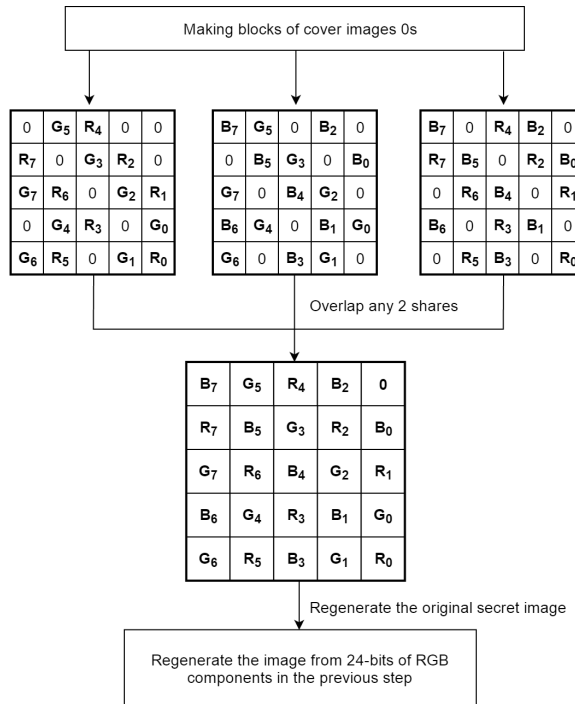 Making blocks of cover images 0s
0 G5 R4 0 0
R7 0 G3 R2 0
G7 R6 0 G2 R1
0 G4 R3 0 G0
G6 R5 0 G1 R0
B7 G5 0 B2 0
0 B5 G3 0 B0
G7 0 B4 G2 0
B6 G4 0 B1 G0
G6 0 B3 G1 0
B7 0 R4 B2 0
R7 B5 0 R2 B0
0 R6 B4 0 R1
B6 0 R3 B1 0
0 R5 B3 0 R0
Overlap any 2 shares
B7 G5 R4 B2 0
R7 B5 G3 R2 B0
G7 R6 B4 G2 R1
B6 G4 R3 B1 G0
G6 R5 B3 G1 R0
Regenerate the original secret image
Regenerate the image from 24-bits of RGB
components in the previous step